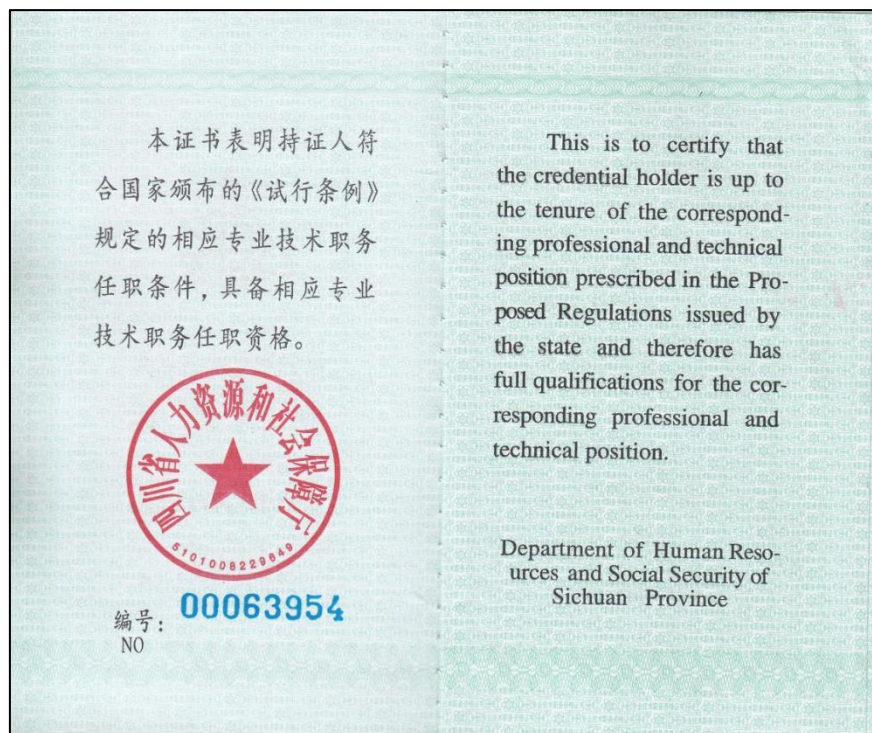 本证书表明持证人符
合国家颁布的《试行条例》
规定的相应专业技术职务
任职条件，具备相应专业
技术职务任职资格。
四川省人力资源和社会保障厅
5101008229649
编号： 00063954
NO
This is to certify that
the credential holder is up to
the tenure of the correspond-
ing professional and technical
position prescribed in the Pro-
posed Regulations issued by
the state and therefore has
full qualifications for the cor-
responding professional and
technical position.
Department of Human Reso-
urces and Social Security of
Sichuan Province